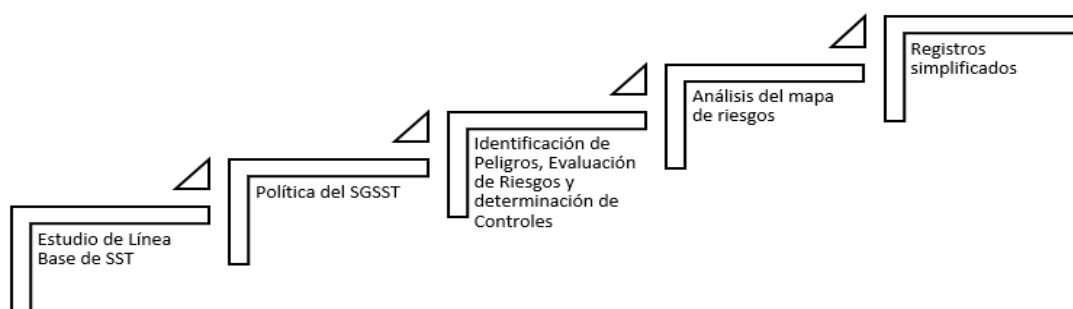 Estudio de Línea
Base de SST
Política del SGSST
Identificación de
Peligros, Evaluación
de Riesgos y
determinación de
Controles
Análisis del mapa
de riesgos
Registros
simplificados